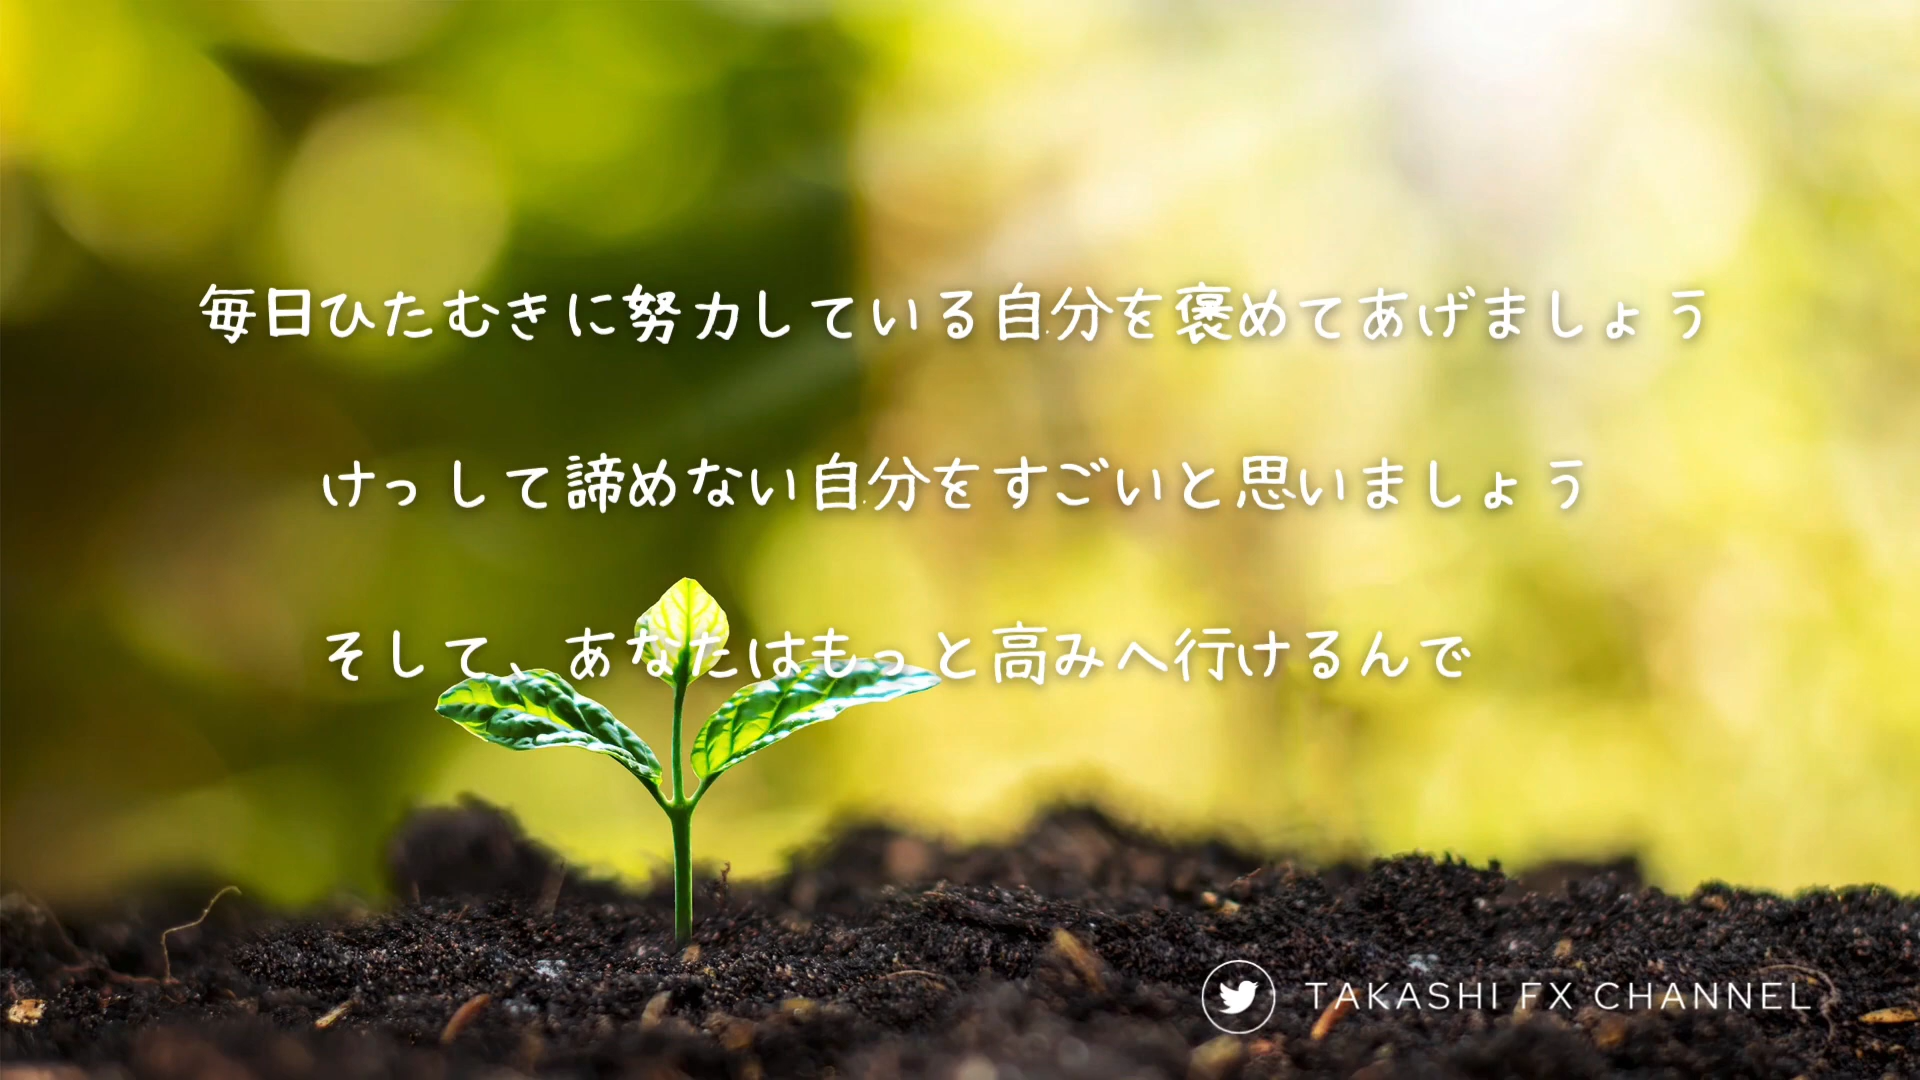 毎日ひたむきに努力している自分を褒めてあげましょう
けっして諦めない自分をすごいと思いましょう
そして、あなたはもっと高みへ行けるんで
TAKASHI FX CHANNEL